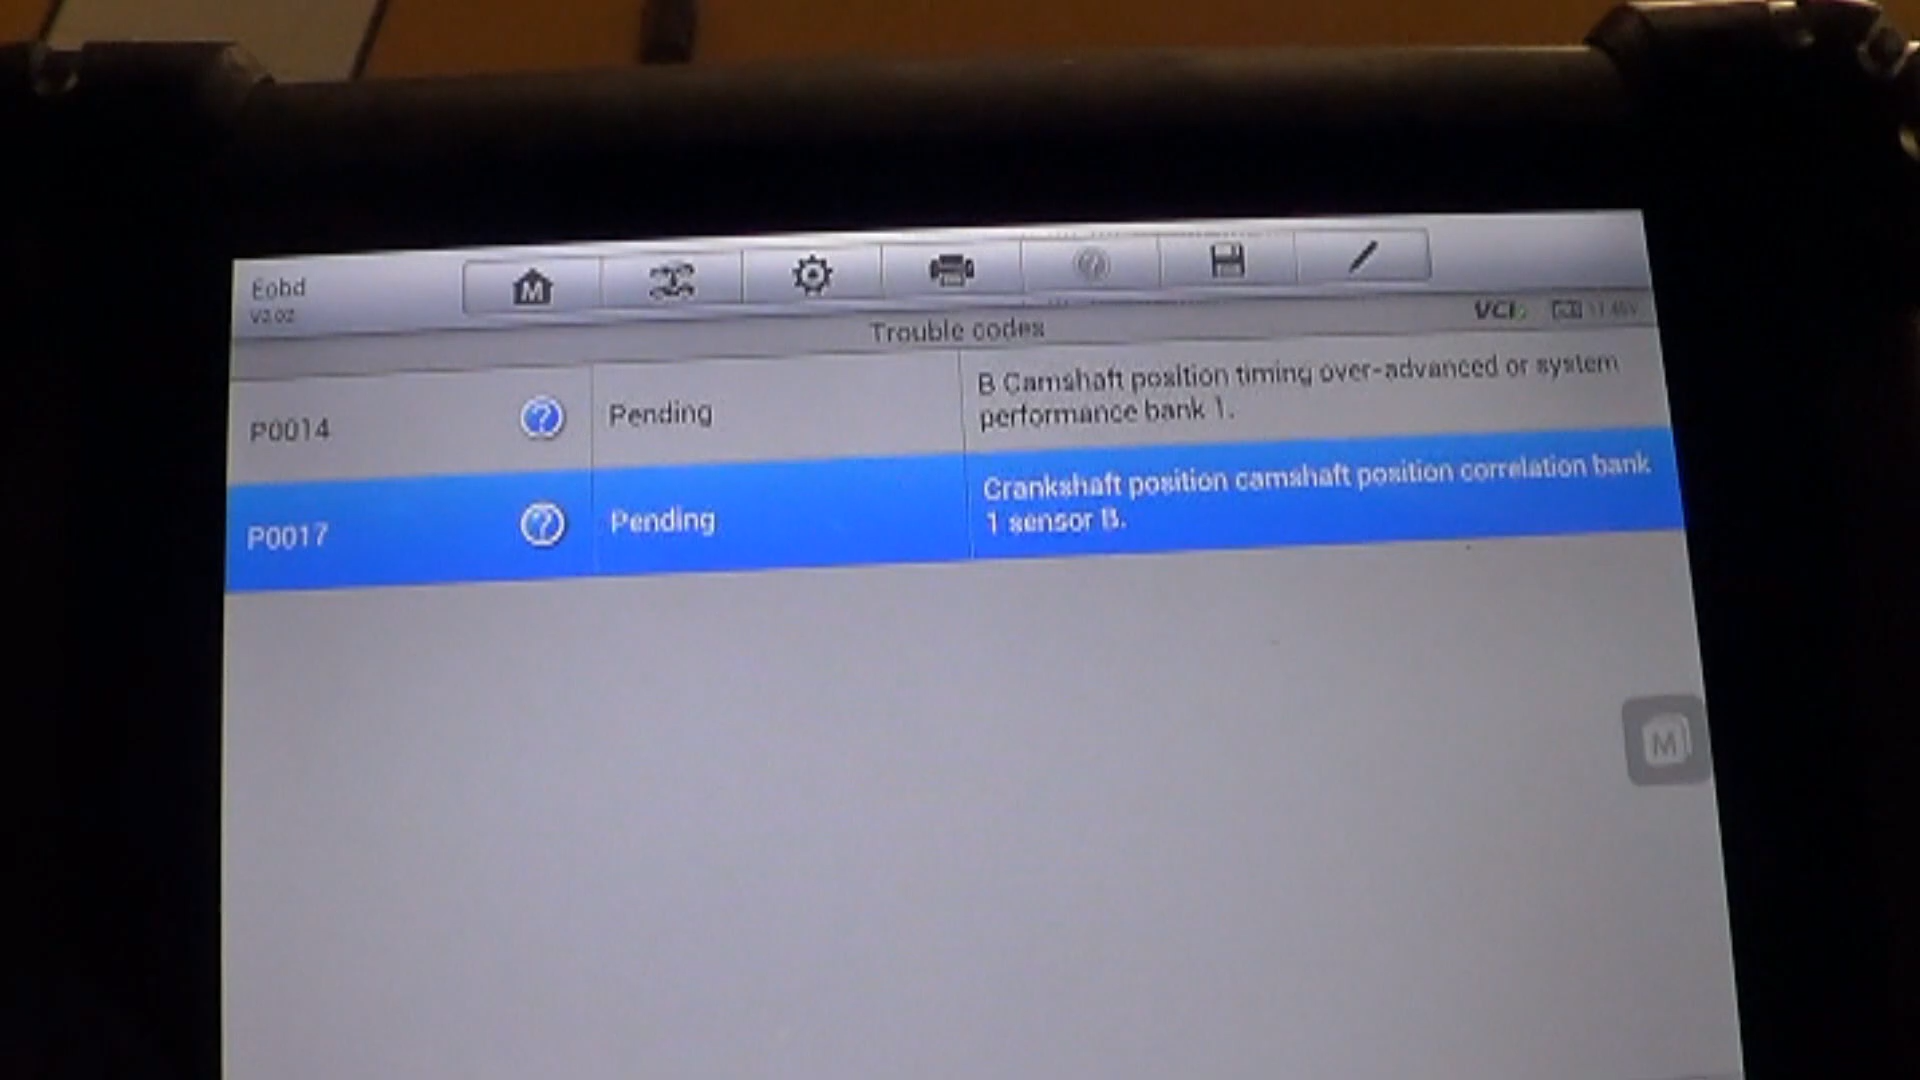 Eobd
V3.02
Trouble codes
VCI
P0014
Pending
B Camshaft position timing over-advanced or system
performance bank 1.
P0017
Pending
Crankshaft position camshaft position correlation bank
1 sensor B.
M
M